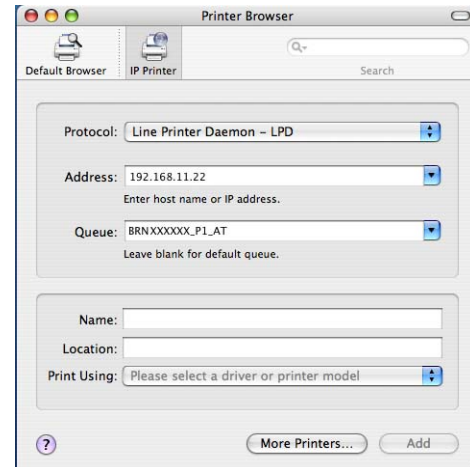 Printer Browser
Default Browser
IP Printer
Search
Protocol: Line Printer Daemon – LPD
Address: 192.168.11.22
Enter host name or IP address.
Queue: BRNXXXXXX_P1_AT
Leave blank for default queue.
Name:
Location:
Print Using: Please select a driver or printer model
?
More Printers...
Add